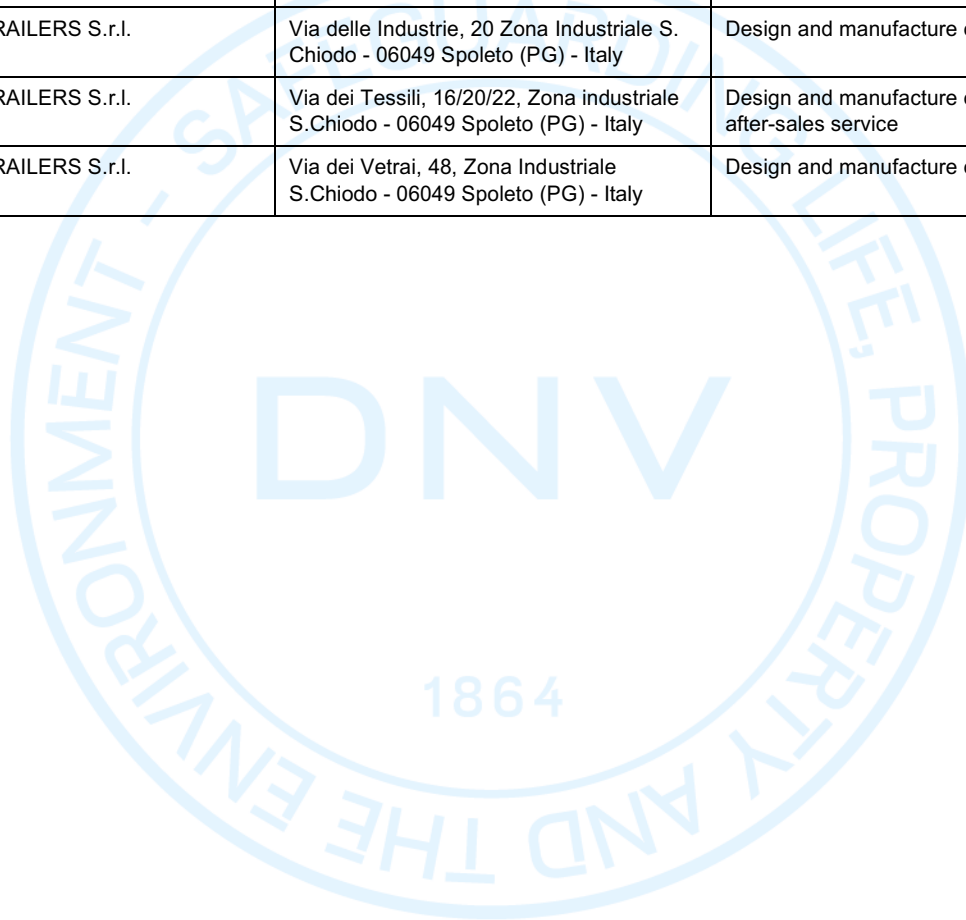 RAILERS S.r.l.
Via delle Industrie, 20 Zona Industriale S.
Chiodo - 06049 Spoleto (PG) - Italy
Design and manufacture
RAILERS S.r.l.
Via dei Tessili, 16/20/22, Zona industriale
S.Chiodo - 06049 Spoleto (PG) - Italy
Design and manufacture
after-sales service
RAILERS S.r.l.
Via dei Vetrai, 48, Zona Industriale
S.Chiodo - 06049 Spoleto (PG) - Italy
Design and manufacture
SAFEGUARDING LIFE, PROPERTY AND THE ENVIRONMENT -
DNV
1864